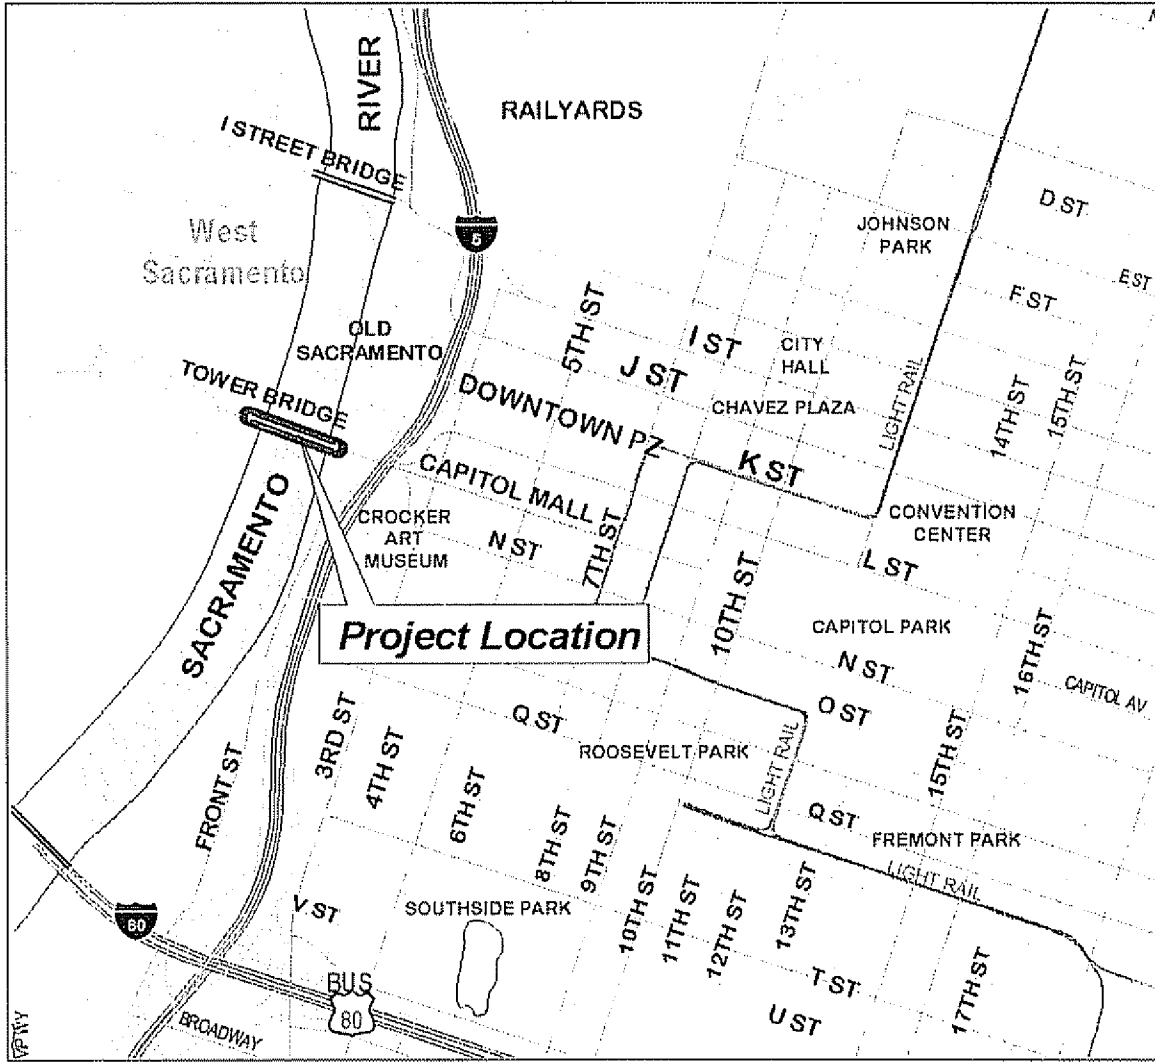 RIVER
RAILYARDS
I STREET BRIDGE
5
D ST
JOHNSON
PARK
West
Sacramento
E ST
F ST
OLD
SACRAMENTO
5TH ST
I ST
CITY
HALL
J ST
TOWER BRIDGE
DOWNTOWN PZ
CHAVEZ PLAZA
LIGHT RAIL
14TH ST
15TH ST
K ST
CAPITOL MALL
SACRAMENTO
CROCKER
ART
MUSEUM
N ST
7TH ST
CONVENTION
CENTER
L ST
10TH ST
Project Location
CAPITOL PARK
N ST
16TH ST
CAPITOL AV
O ST
Q ST
3RD ST
ROOSEVELT PARK
LIGHT RAIL
15TH ST
4TH ST
FRONT ST
6TH ST
Q ST
FREMONT PARK
8TH ST
9TH ST
LIGHT RAIL
10TH ST
11TH ST
12TH ST
13TH ST
V ST
SOUTHSIDE PARK
80
T ST
17TH ST
BUS
80
U ST
BROADWAY